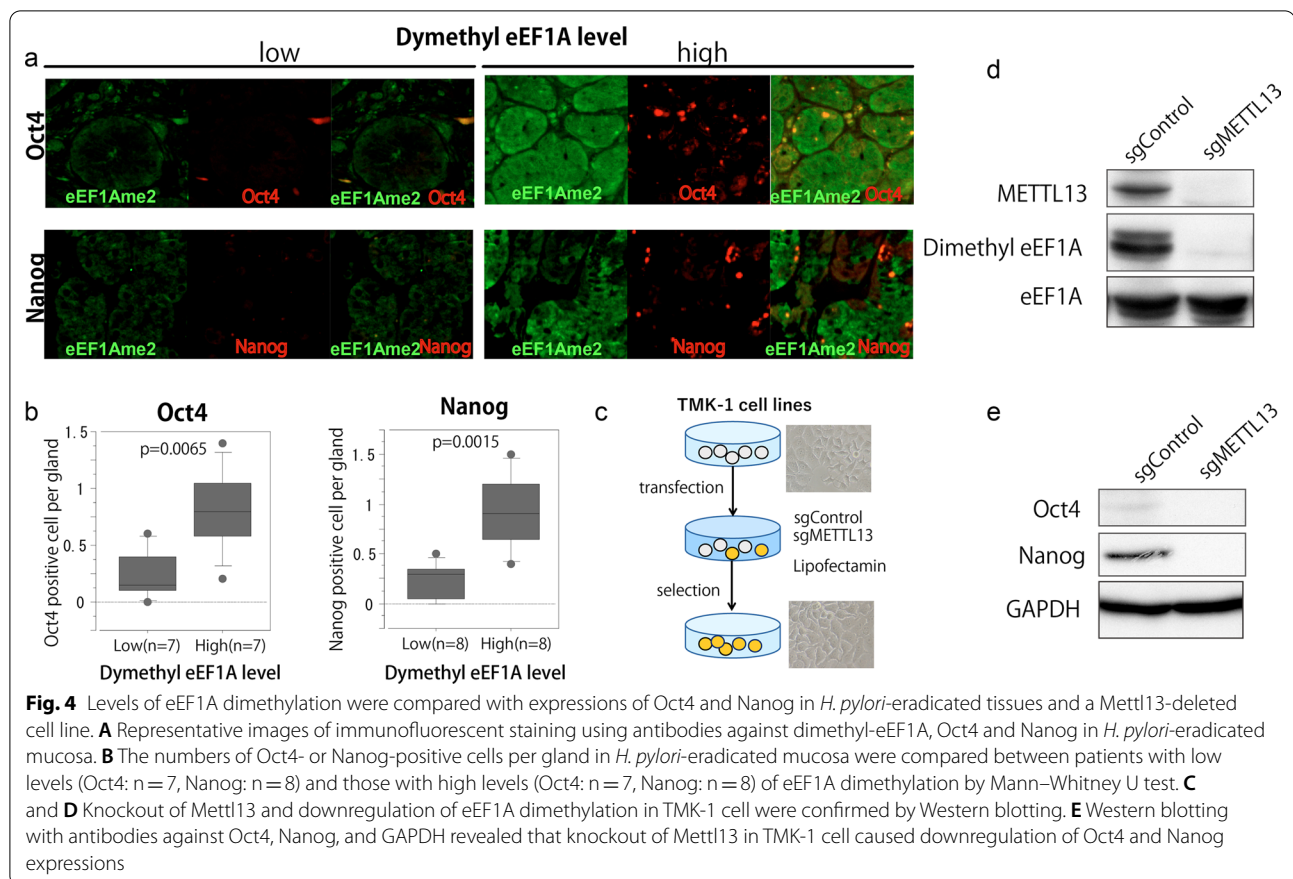 Dymethyl eEF1A level
a
low
high
Oct4
eEF1Ame2
Oct4
eEF1Ame2 Oct4
eEF1Ame2
Oct4
eEF1Ame2 Oct4
Nanog
eEF1Ame2
Nanog
eEF1Ame2 Nanog
eEF1Ame2
Nanog
eEF1Ame2 Nanog
b
Oct4
Oct4 positive cell per gland
1.5
1
0.5
0
p=0.0065
Low(n=7)
High(n=7)
Dymethyl eEF1A level
Nanog
Nanog positive cell per gland
1.5
1
0.5
0
p=0.0015
Low(n=8)
High(n=8)
Dymethyl eEF1A level
c
TMK-1 cell lines
transfection
sgControl
sgMETTL13
Lipofectamin
selection
d
sgControl
sgMETTL13
METTL13
Dimethyl eEF1A
eEF1A
e
sgControl
sgMETTL13
Oct4
Nanog
GAPDH
Fig. 4 Levels of eEF1A dimethylation were compared with expressions of Oct4 and Nanog in H. pylori-eradicated tissues and a Mettl13-deleted
cell line. A Representative images of immunofluorescent staining using antibodies against dimethyl-eEF1A, Oct4 and Nanog in H. pylori-eradicated
mucosa. B The numbers of Oct4- or Nanog-positive cells per gland in H. pylori-eradicated mucosa were compared between patients with low
levels (Oct4: n = 7, Nanog: n = 8) and those with high levels (Oct4: n = 7, Nanog: n = 8) of eEF1A dimethylation by Mann–Whitney U test. C
and D Knockout of Mettl13 and downregulation of eEF1A dimethylation in TMK-1 cell were confirmed by Western blotting. E Western blotting
with antibodies against Oct4, Nanog, and GAPDH revealed that knockout of Mettl13 in TMK-1 cell caused downregulation of Oct4 and Nanog
expressions